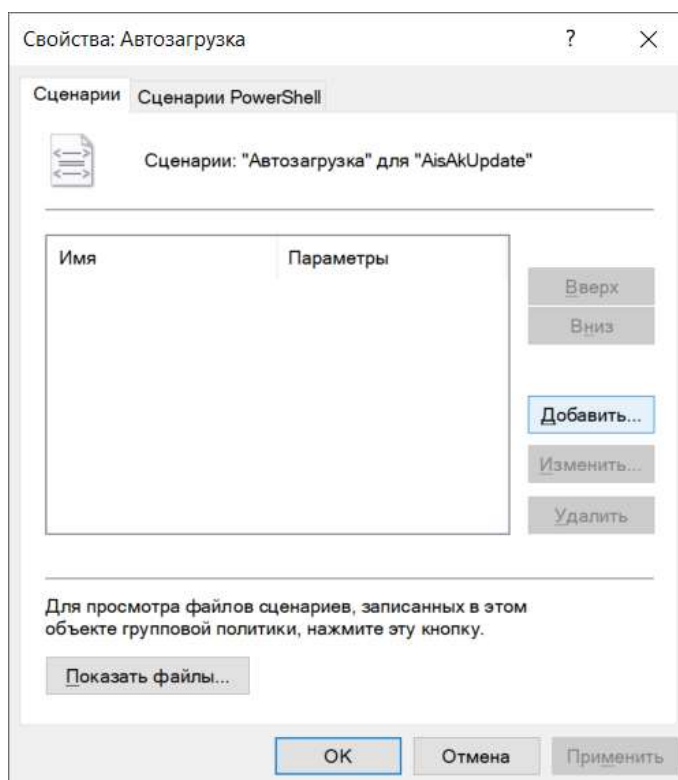 Свойства: Автозагрузка
?
Сценарии
Сценарии PowerShell
Сценарии: "Автозагрузка" для "AisAkUpdate"
Имя
Параметры
Вверх
Вниз
Добавить...
Изменить...
Удалить
Для просмотра файлов сценариев, записанных в этом
объекте групповой политики, нажмите эту кнопку.
Показать файлы...
OK
Отмена
Применить